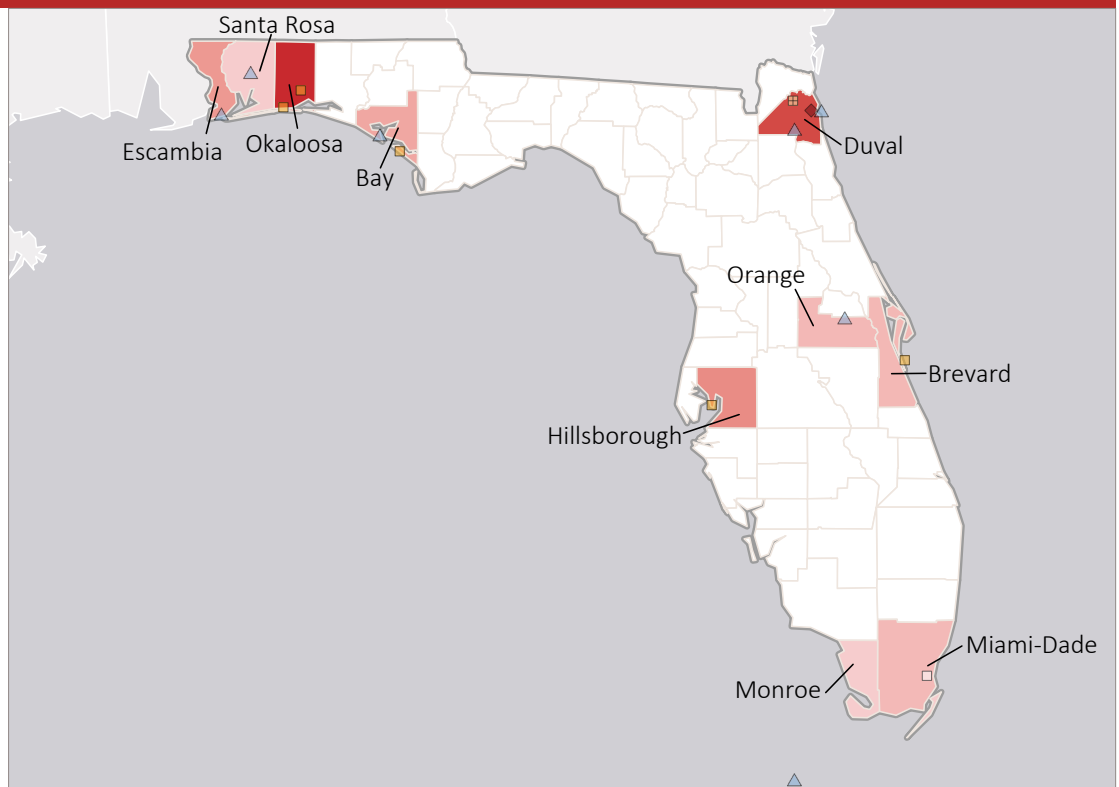 Santa Rosa
Escambia
Okaloosa
Bay
Duval
Orange
Brevard
Hillsborough
Miami-Dade
Monroe